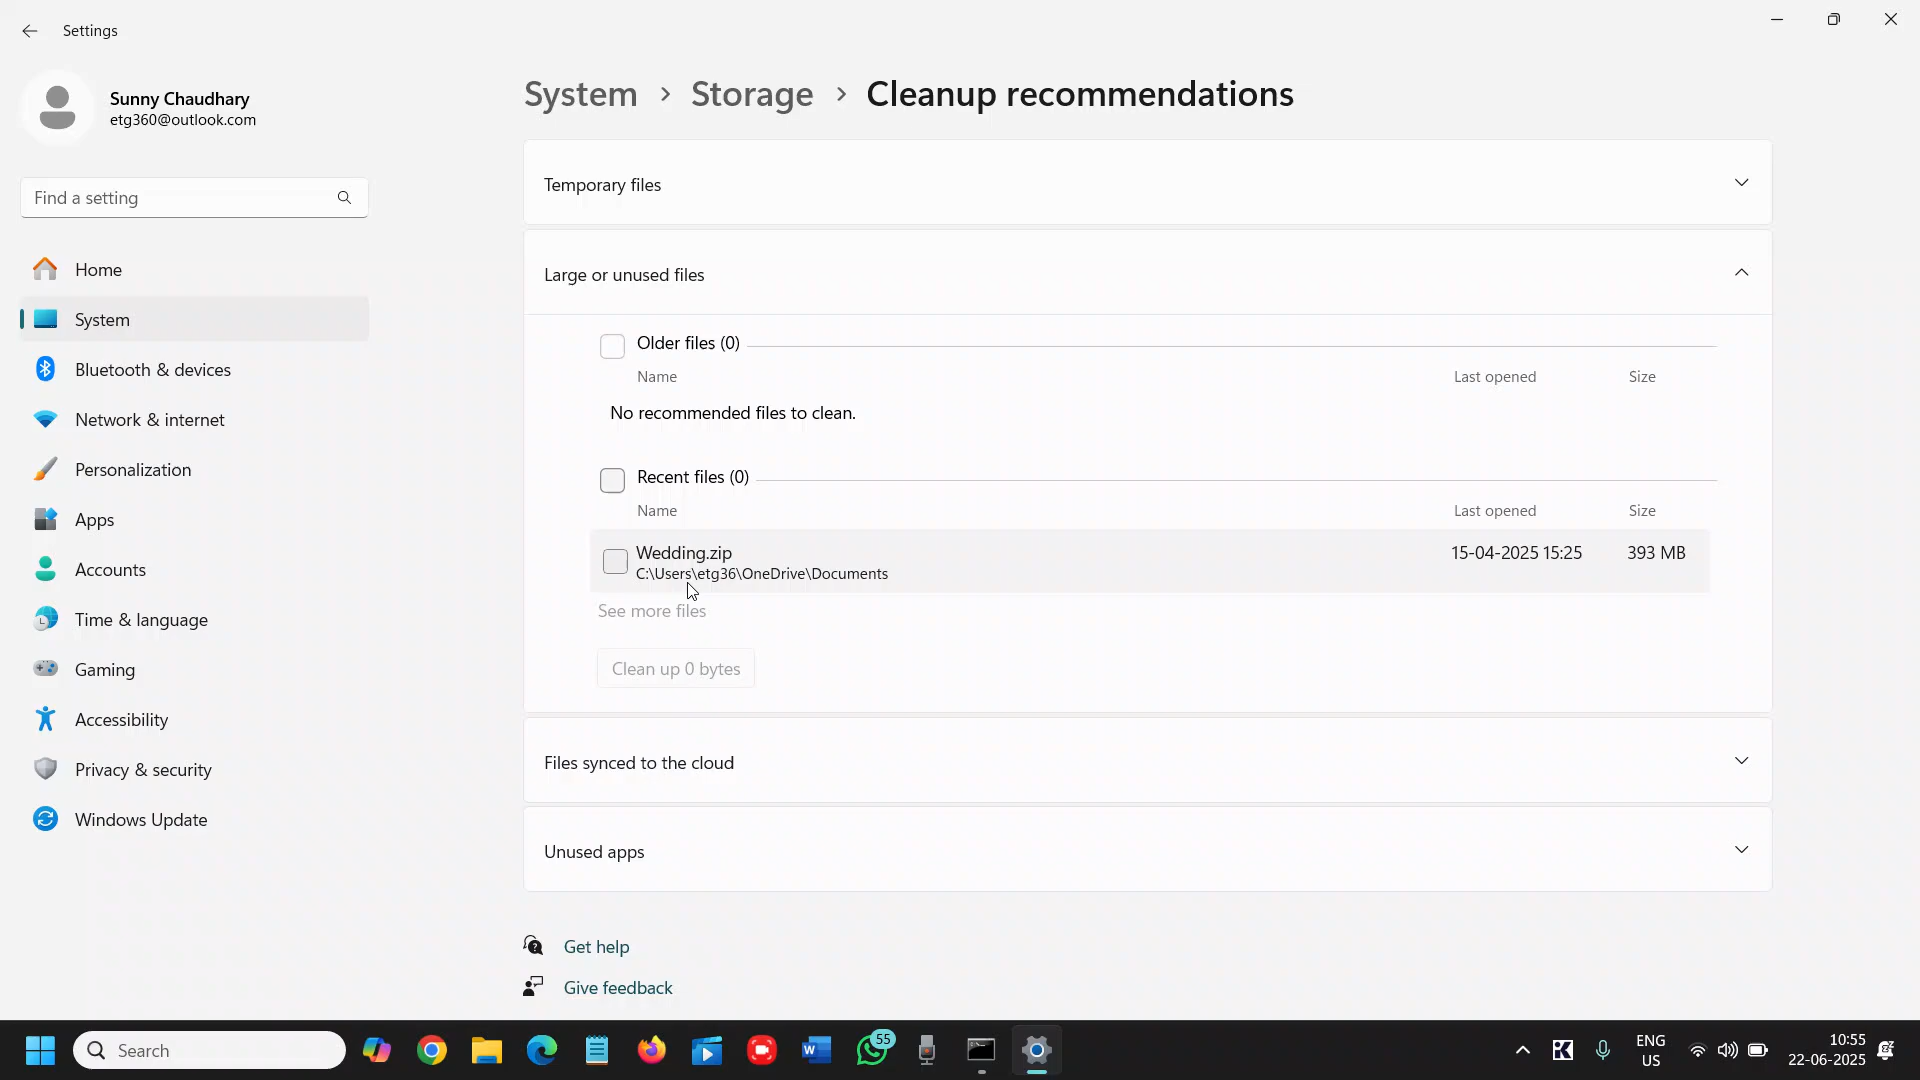 Settings
Sunny Chaudhary
etg360@outlook.com
Find a setting
Home
System
Bluetooth & devices
Network & internet
Personalization
Apps
Accounts
Time & language
Gaming
Accessibility
Privacy & security
Windows Update
System > Storage > Cleanup recommendations
Temporary files
Large or unused files
Older files (0)
Name Last opened Size
No recommended files to clean.
Recent files (0)
Name Last opened Size
Wedding.zip 15-04-2025 15:25 393 MB
C:\Users\etg36\OneDrive\Documents
See more files
Clean up 0 bytes
Files synced to the cloud
Unused apps
Get help
Give feedback
Search
55
ENG
US
10:55
22-06-2025